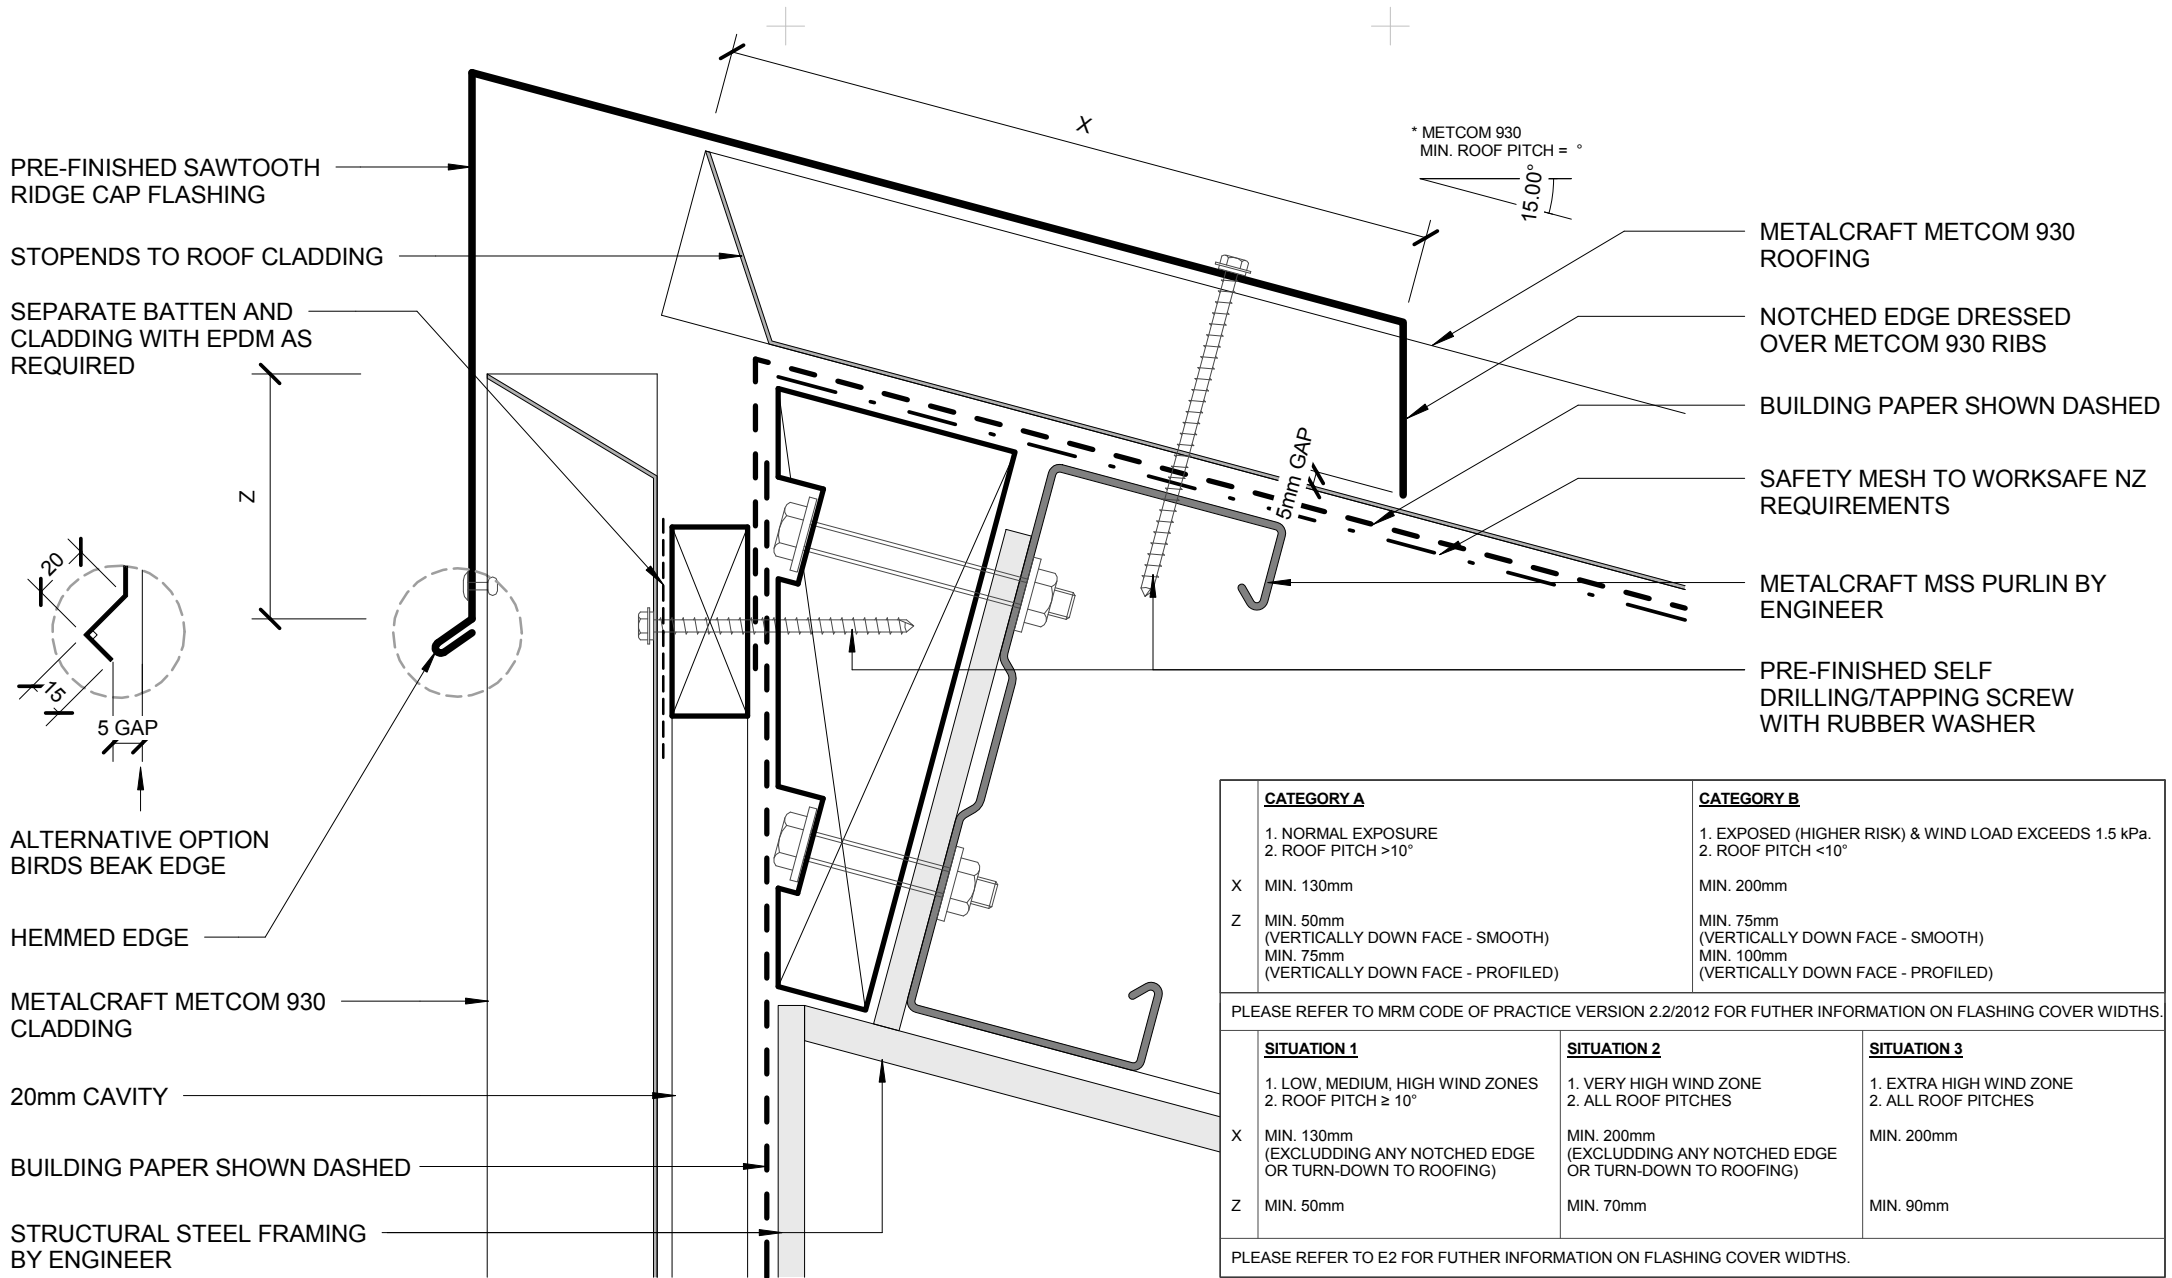 X
* METCOM 930
MIN. ROOF PITCH = °
15.00°
PRE-FINISHED SAWTOOTH
RIDGE CAP FLASHING
STOPENDS TO ROOF CLADDING
SEPARATE BATTEN AND
CLADDING WITH EPDM AS
REQUIRED
Z
20
15
5 GAP
ALTERNATIVE OPTION
BIRDS BEAK EDGE
HEMMED EDGE
METALCRAFT METCOM 930
CLADDING
20mm CAVITY
BUILDING PAPER SHOWN DASHED
STRUCTURAL STEEL FRAMING
BY ENGINEER
5mm GAP
METALCRAFT METCOM 930
ROOFING
NOTCHED EDGE DRESSED
OVER METCOM 930 RIBS
BUILDING PAPER SHOWN DASHED
SAFETY MESH TO WORKSAFE NZ
REQUIREMENTS
METALCRAFT MSS PURLIN BY
ENGINEER
PRE-FINISHED SELF
DRILLING/TAPPING SCREW
WITH RUBBER WASHER
CATEGORY A
1. NORMAL EXPOSURE
2. ROOF PITCH >10°
CATEGORY B
1. EXPOSED (HIGHER RISK) & WIND LOAD EXCEEDS 1.5 kPa.
2. ROOF PITCH <10°
X MIN. 130mm MIN. 200mm
Z MIN. 50mm
(VERTICALLY DOWN FACE - SMOOTH)
MIN. 75mm
(VERTICALLY DOWN FACE - PROFILED)
MIN. 75mm
(VERTICALLY DOWN FACE - SMOOTH)
MIN. 100mm
(VERTICALLY DOWN FACE - PROFILED)
PLEASE REFER TO MRM CODE OF PRACTICE VERSION 2.2/2012 FOR FUTHER INFORMATION ON FLASHING COVER WIDTHS.
SITUATION 1
1. LOW, MEDIUM, HIGH WIND ZONES
2. ROOF PITCH ≥ 10°
SITUATION 2
1. VERY HIGH WIND ZONE
2. ALL ROOF PITCHES
SITUATION 3
1. EXTRA HIGH WIND ZONE
2. ALL ROOF PITCHES
X MIN. 130mm
(EXCLUDDING ANY NOTCHED EDGE
OR TURN-DOWN TO ROOFING)
MIN. 200mm
(EXCLUDDING ANY NOTCHED EDGE
OR TURN-DOWN TO ROOFING)
MIN. 200mm
Z MIN. 50mm MIN. 70mm MIN. 90mm
PLEASE REFER TO E2 FOR FUTHER INFORMATION ON FLASHING COVER WIDTHS.